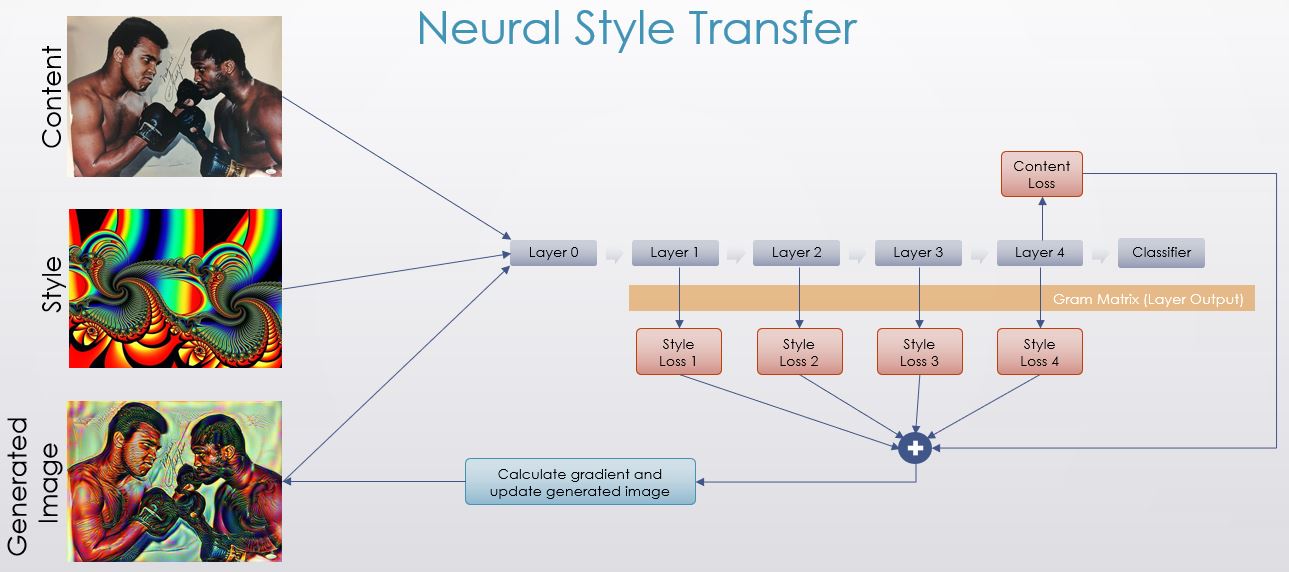 Neural Style Transfer
Content
Style
Generated
Image
Content
Loss
Layer 0
Layer 1
Layer 2
Layer 3
Layer 4
Classifier
Gram Matrix (Layer Output)
Style
Loss 1
Style
Loss 2
Style
Loss 3
Style
Loss 4
Calculate gradient and
update generated image